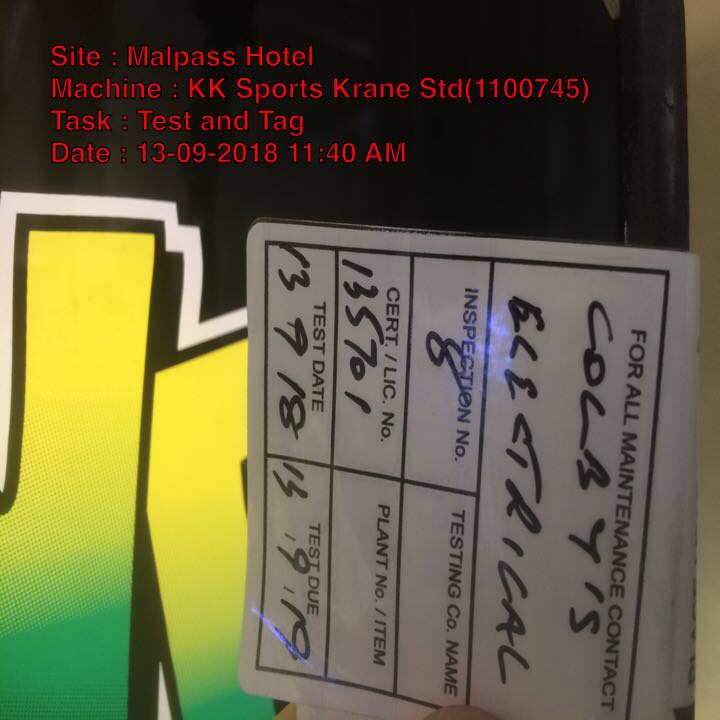 Site : Malpass Hotel
Machine : KK Sports Krane Std(1100745)
Task : Test and Tag
Date : 13-09-2018 11:40 AM
FOR ALL MAINTENANCE CONTACT
COLBYIS
ELECTRICAL
INSPECTION No.
8
TESTING Co. NAME
CERT. / LIC. No.
135701
PLANT No. / ITEM
TEST DATE
13 9 18
TEST DUE
13.9.19